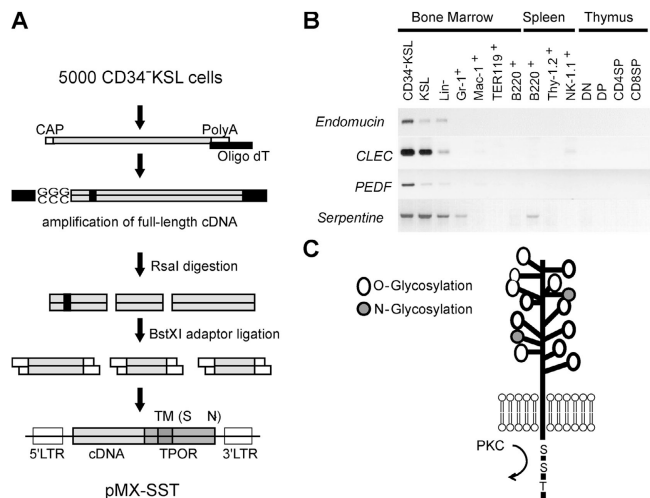 A
5000 CD34⁻KSL cells
CAP
PolyA
Oligo dT
GGG
CCC
amplification of full-length cDNA
RsaI digestion
BstXI adaptor ligation
TM (S N)
5'LTR
cDNA
TPOR
3'LTR
pMX-SST
B
Bone Marrow
Spleen
Thymus
CD34⁻KSL
KSL
Lin-
Gr-1⁺
Mac-1⁺
TER119⁺
B220⁺
B220⁺
Thy-1.2⁺
NK-1.1⁺
DN
DP
CD4SP
CD8SP
Endomucin
CLEC
PEDF
Serpentine
C
O-Glycosylation
N-Glycosylation
PKC
S
S
T